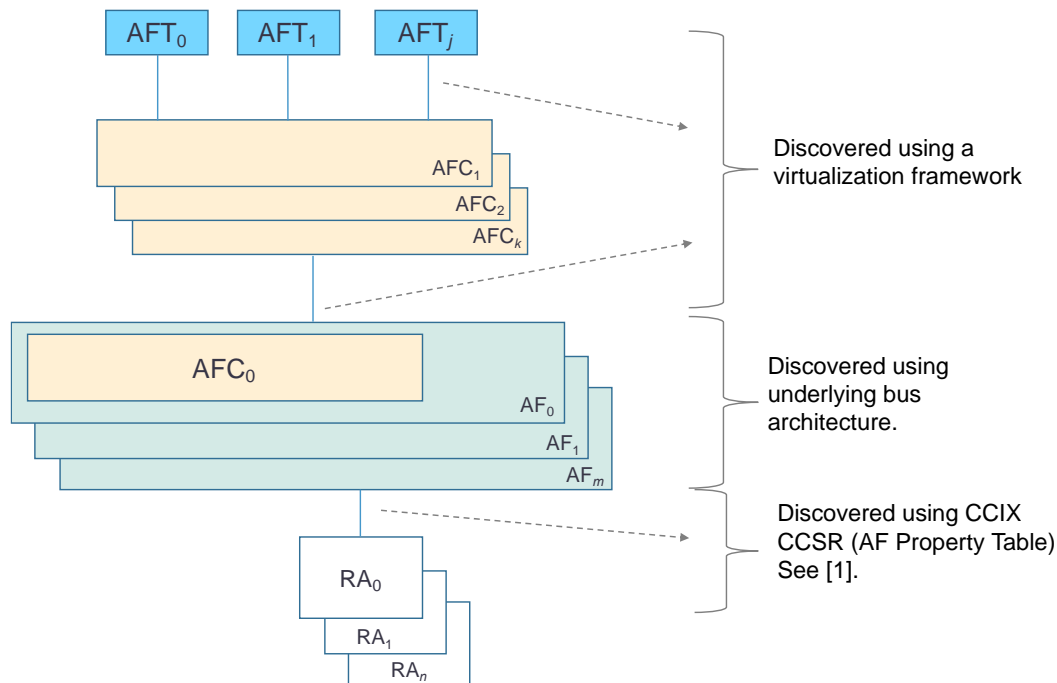 AFT₀ AFT₁ AFTⱼ
AFC₁
AFC₂
AFCₖ
Discovered using a
virtualization framework
AFC₀
AF₀
AF₁
AFₘ
Discovered using
underlying bus
architecture.
RA₀
RA₁
RAₙ
Discovered using CCIX
CCSR (AF Property Table)
See [1].